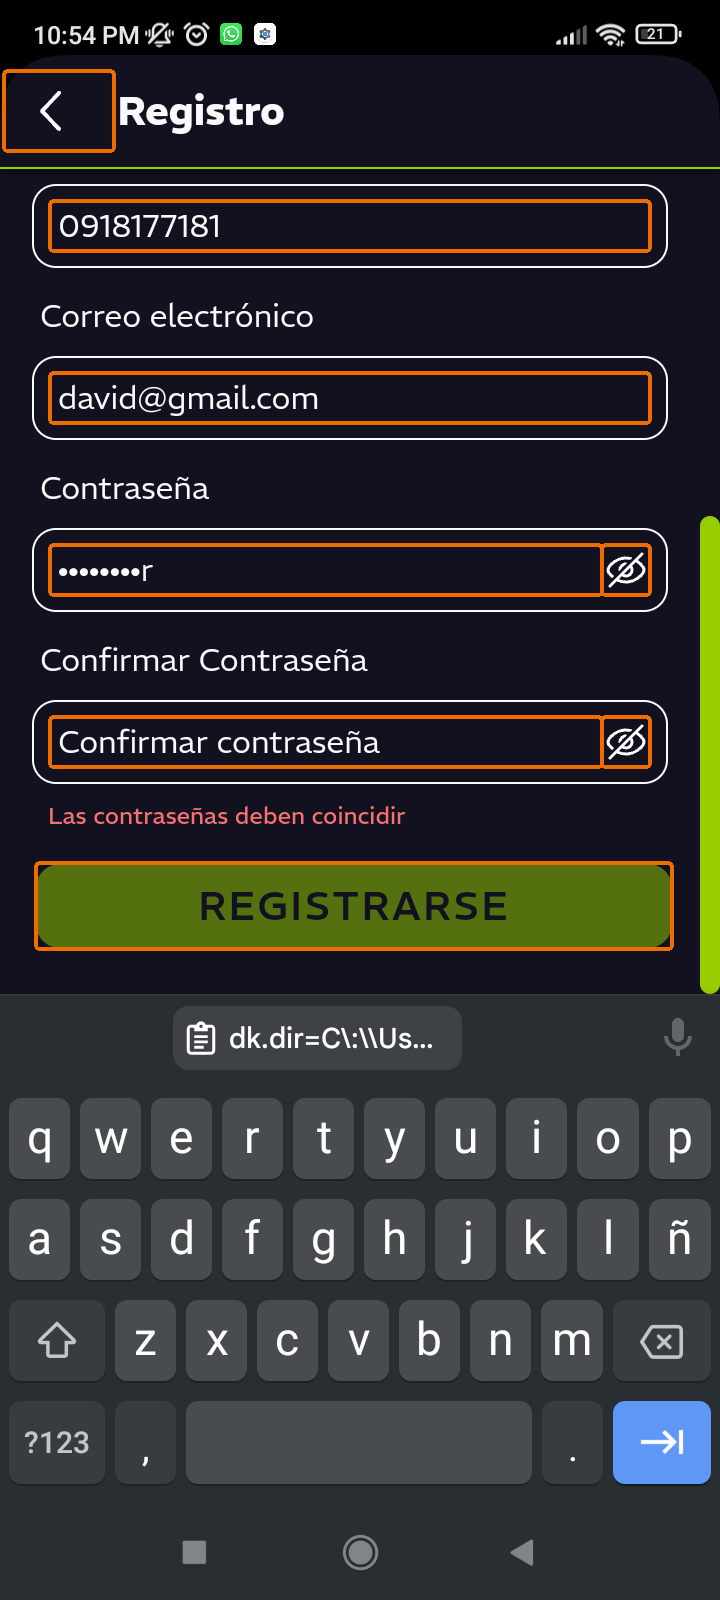 10:54 PM 21
Registro
0918177181
Correo electrónico
david@gmail.com
Contraseña
••••••••r
Confirmar Contraseña
Confirmar contraseña
Las contraseñas deben coincidir
REGISTRARSE
dk.dir=C\:\\Us...
q w e r t y u i o p
a s d f g h j k l ñ
z x c v b n m
?123 , .